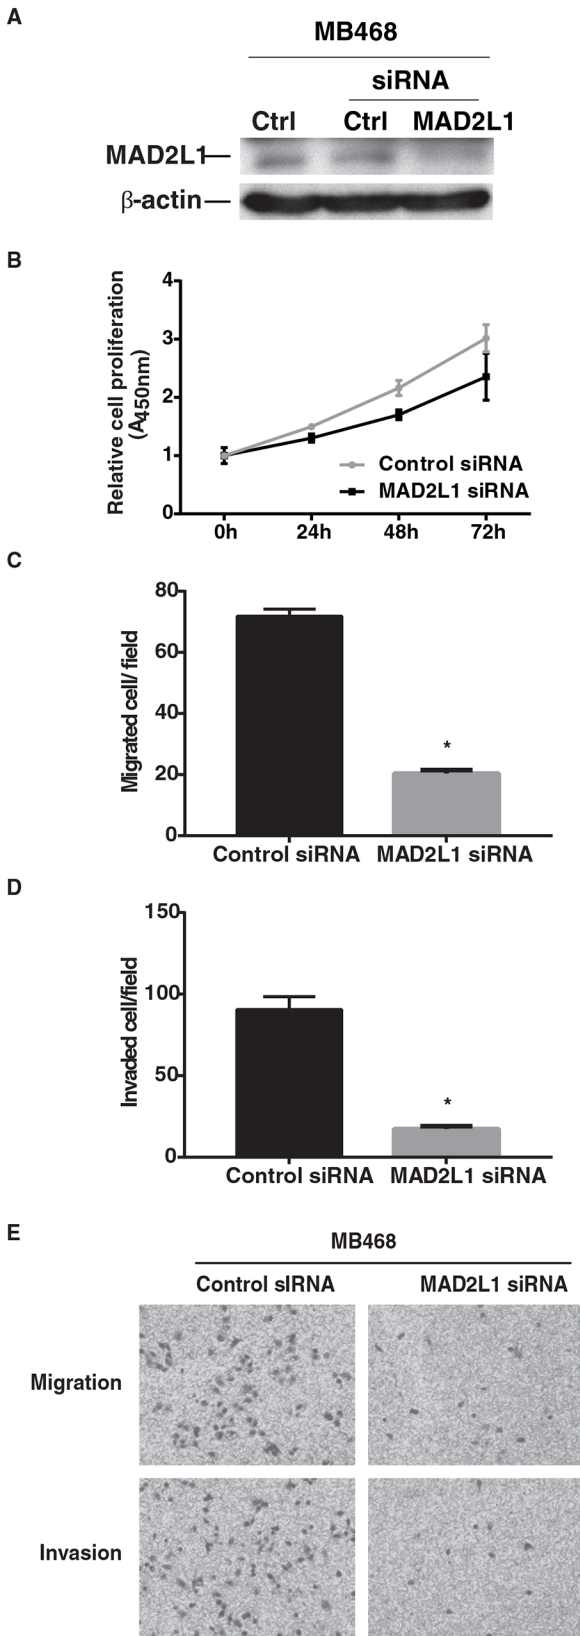 A
MB468
siRNA
Ctrl Ctrl MAD2L1
MAD2L1
β-actin
B
Relative cell proliferation
(A450nm)
4
3
2
1
0
Control siRNA
MAD2L1 siRNA
0h 24h 48h 72h
C
Migrated cell/ field
80
60
40
20
0
*
Control siRNA MAD2L1 siRNA
D
Invaded cell/field
150
100
50
0
*
Control siRNA MAD2L1 siRNA
E
MB468
Control sIRNA MAD2L1 siRNA
Migration
Invasion